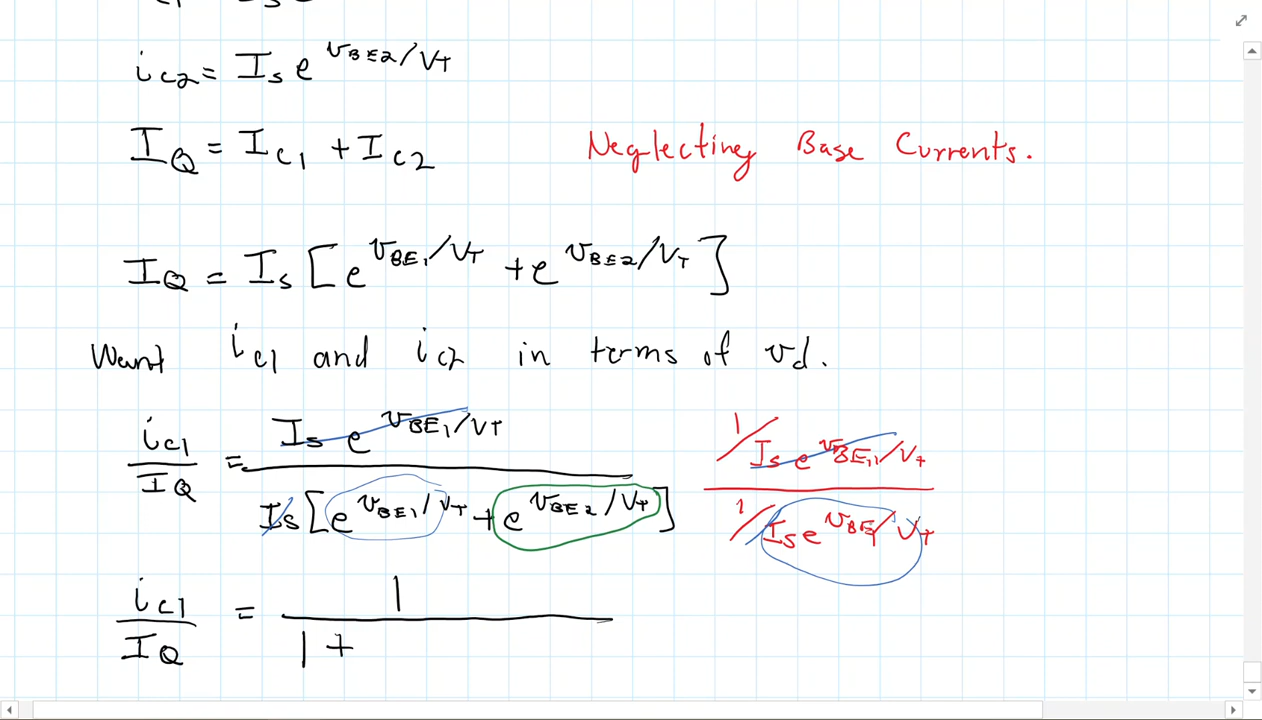 i_C2 = I_S e^{v_BE2/V_T}
I_Q = I_C1 + I_C2 Neglecting Base Currents.
I_Q = I_S [e^{v_BE1/V_T} + e^{v_BE2/V_T}]
Want i_C1 and i_C2 in terms of v_d.
i_C1/I_Q = I_S e^{v_BE1/V_T} / I_S [e^{v_BE1/V_T} + e^{v_BE2/V_T}] 1/I_S e^{v_BE1/V_T} / 1/I_S e^{v_BE1/V_T}
i_C1/I_Q = 1 / 1 +